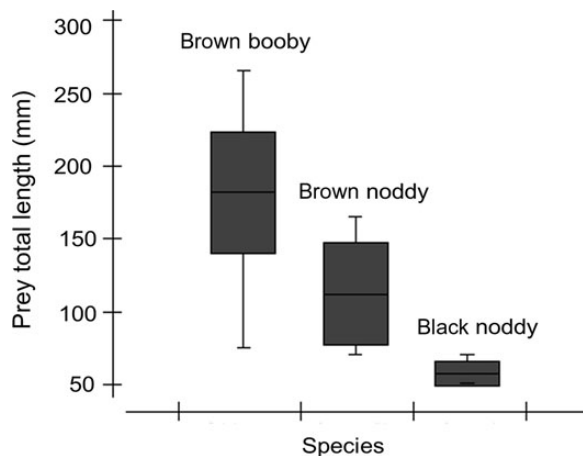 300
Brown booby
250
200
Brown noddy
150
Black noddy
100
50
Prey total length (mm)
Species